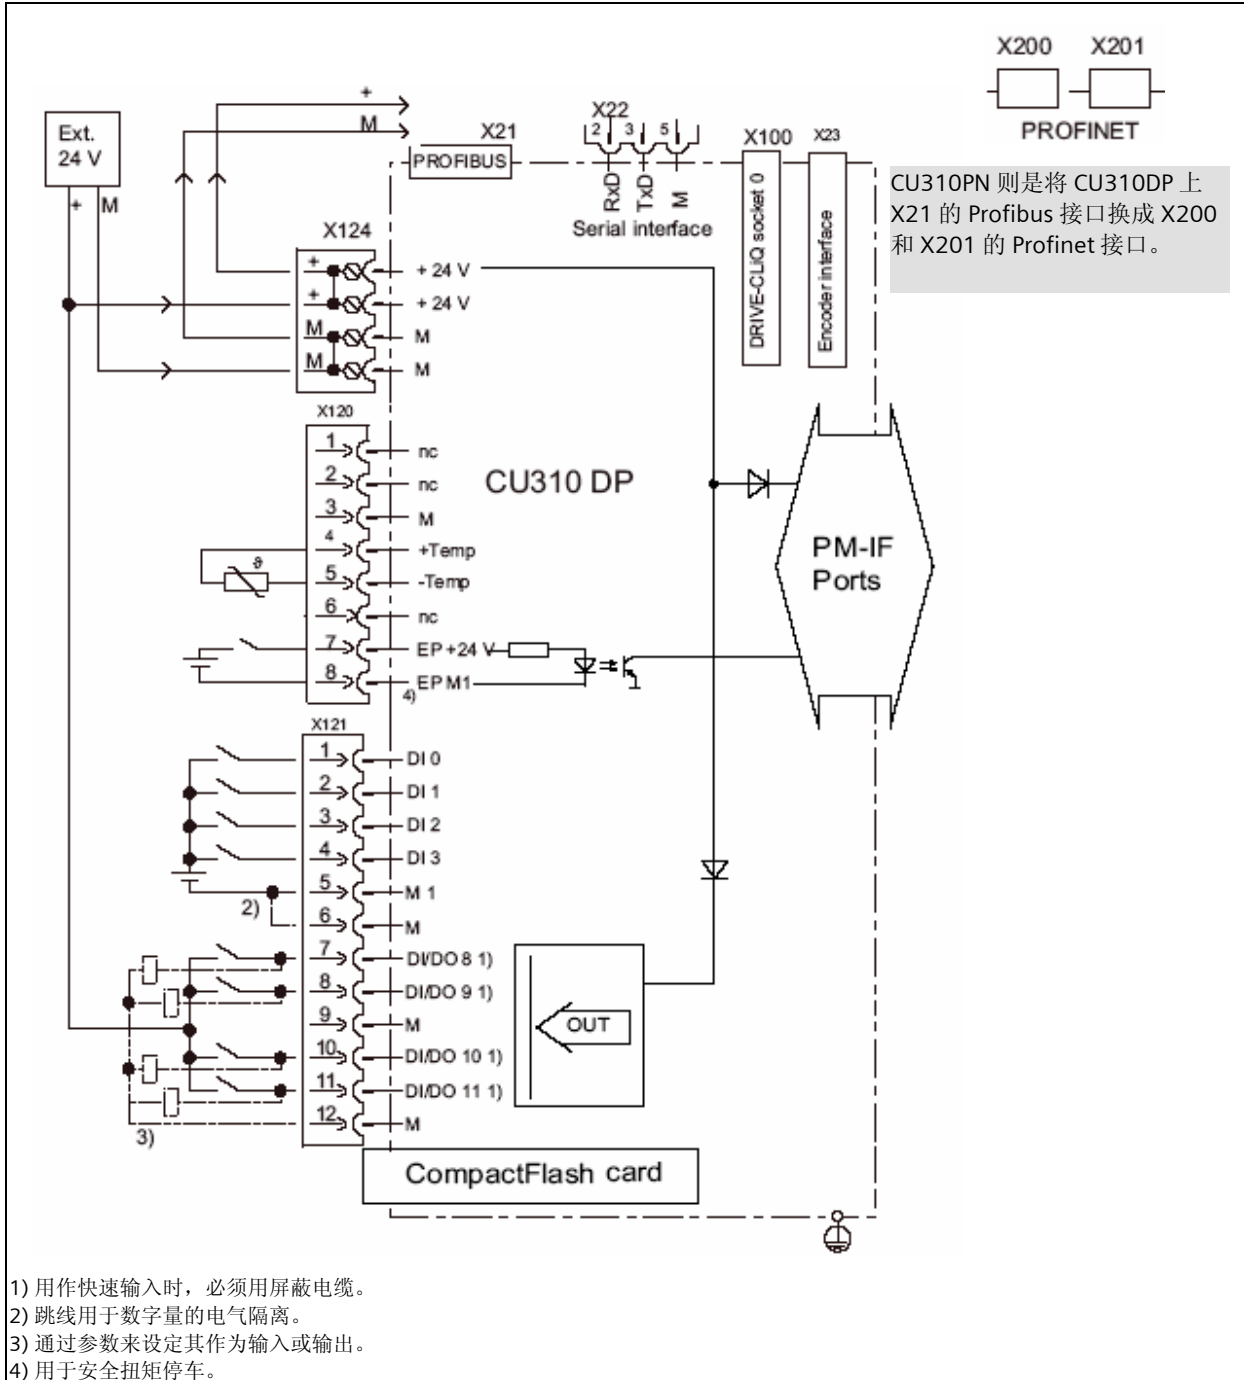 X200 X201
PROFINET
CU310PN 则是将 CU310DP 上
X21 的 Profibus 接口换成 X200
和 X201 的 Profinet 接口。
Ext.
24 V
+ M
+
M
X21
PROFIBUS
X22
2 3 5
RxD
TxD
M
Serial interface
X100
DRIVE-CLiQ socket 0
X23
Encoder interface
X124
+ +24 V
+ +24 V
M M
M M
X120
1 nc
2 nc
3 M
4 +Temp
5 -Temp
6 nc
7 EP +24 V
8 EP M1
4)
ϑ
CU310 DP
PM-IF
Ports
X121
1 DI 0
2 DI 1
3 DI 2
4 DI 3
5 M 1
6 M
7 DI/DO 8 1)
8 DI/DO 9 1)
9 M
10 DI/DO 10 1)
11 DI/DO 11 1)
12 M
2)
3)
OUT
CompactFlash card
1) 用作快速输入时，必须用屏蔽电缆。
2) 跳线用于数字量的电气隔离。
3) 通过参数来设定其作为输入或输出。
4) 用于安全扭矩停车。